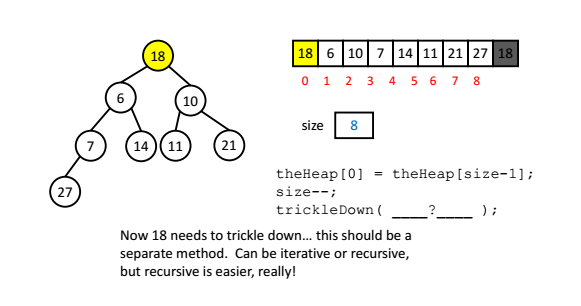 18
18 6 10 7 14 11 21 27 18
0 1 2 3 4 5 6 7 8
6
10
size 8
7 14 11 21
27
theHeap[0] = theHeap[size-1];
size--;
trickleDown( ____?____ );
Now 18 needs to trickle down... this should be a
separate method.  Can be iterative or recursive,
but recursive is easier, really!